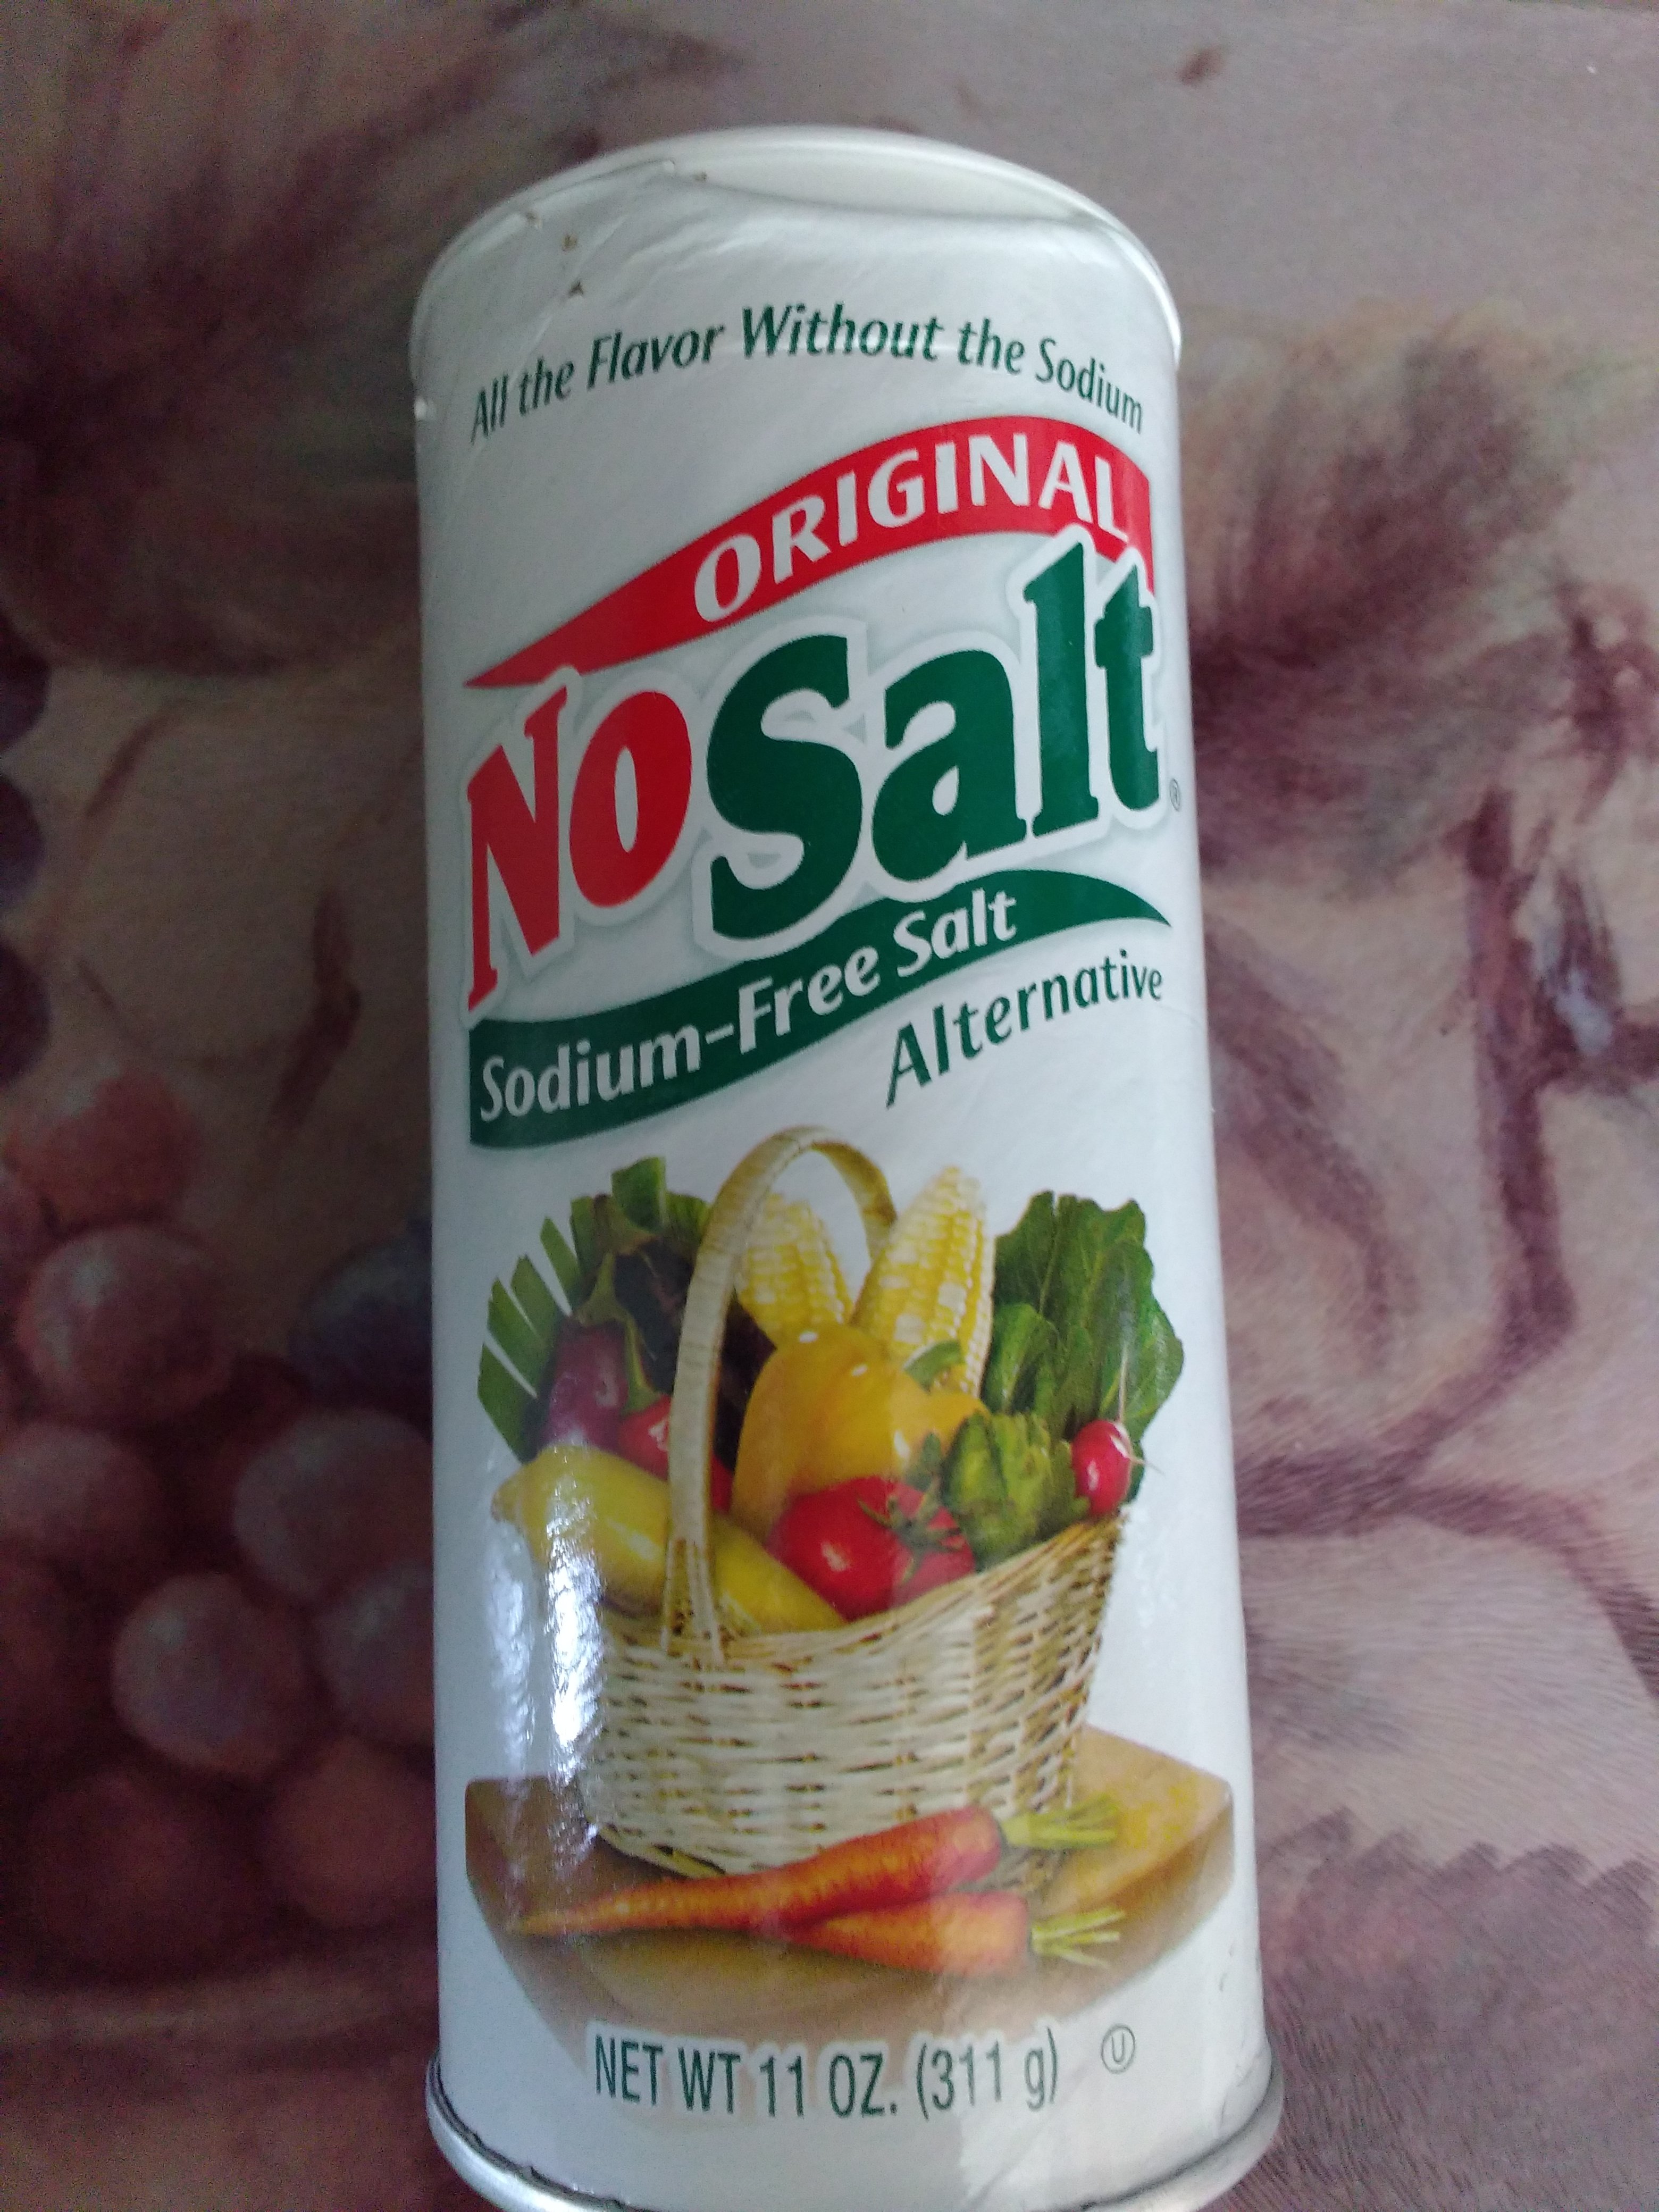 All the Flavor Without the Sodium
ORIGINAL
NoSalt®
Sodium-Free Salt
Alternative
NET WT 11 OZ. (311 g) Ⓤ